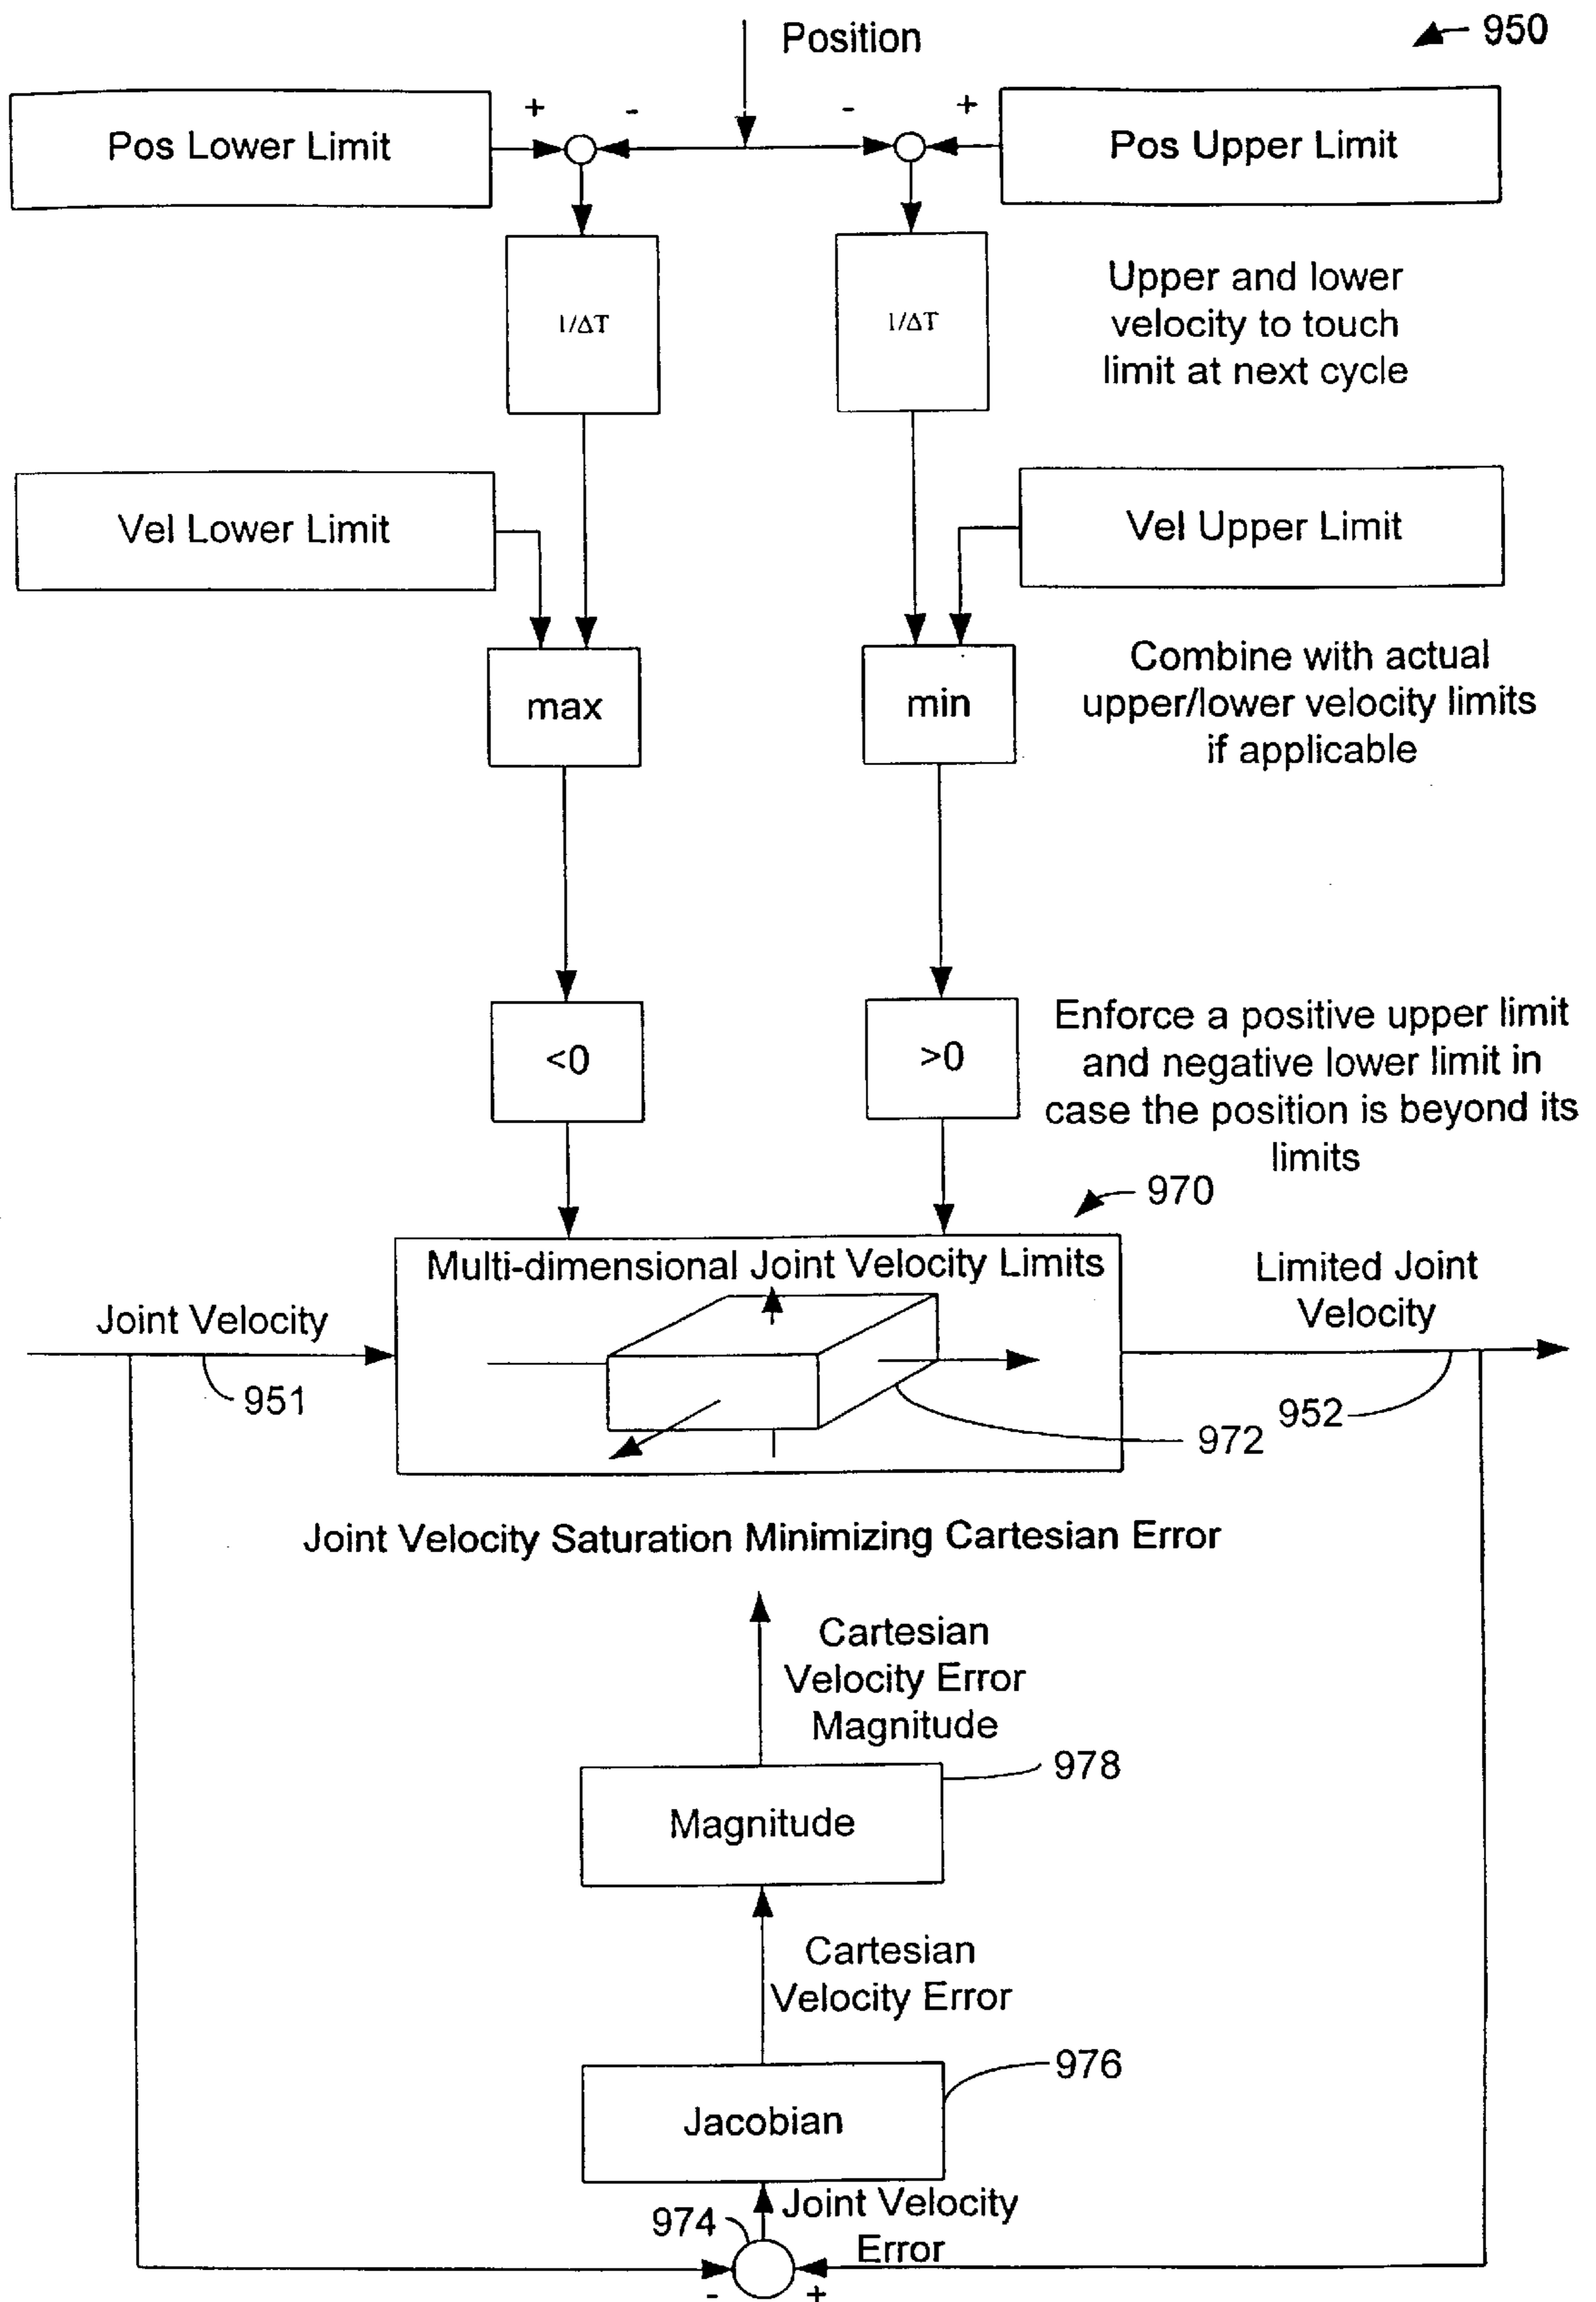 Position
950
+
-
-
+
Pos Lower Limit
Pos Upper Limit
1/ΔT
1/ΔT
Upper and lower
velocity to touch
limit at next cycle
Vel Lower Limit
Vel Upper Limit
max
min
Combine with actual
upper/lower velocity limits
if applicable
<0
>0
Enforce a positive upper limit
and negative lower limit in
case the position is beyond its
limits
970
Multi-dimensional Joint Velocity Limits
Joint Velocity
Limited Joint
Velocity
951
952
972
Joint Velocity Saturation Minimizing Cartesian Error
Cartesian
Velocity Error
Magnitude
978
Magnitude
Cartesian
Velocity Error
976
Jacobian
974
Joint Velocity
Error
-
+